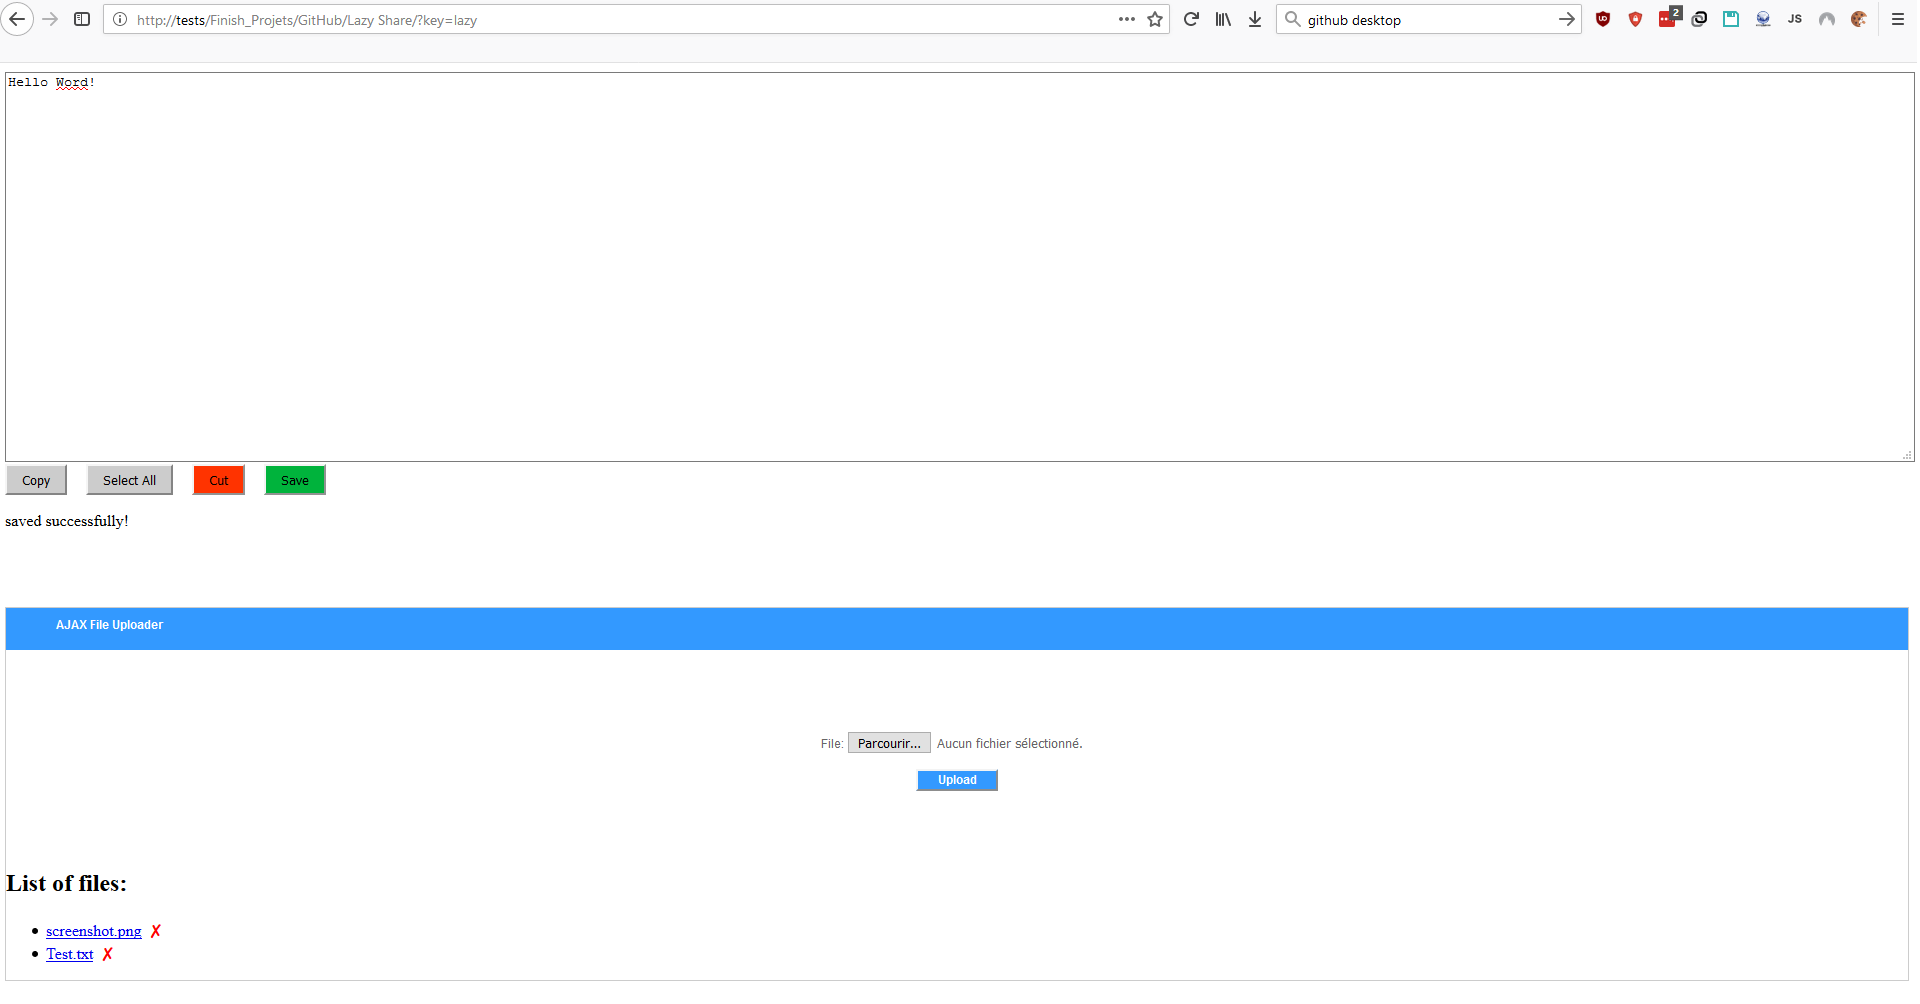 http://tests/Finish_Projets/GitHub/Lazy Share/?key=lazy
github desktop
2
JS
Hello Word!
Copy Select All Cut Save
saved successfully!
AJAX File Uploader
File: Parcourir... Aucun fichier sélectionné.
Upload
List of files:
screenshot.png ✗
Test.txt ✗